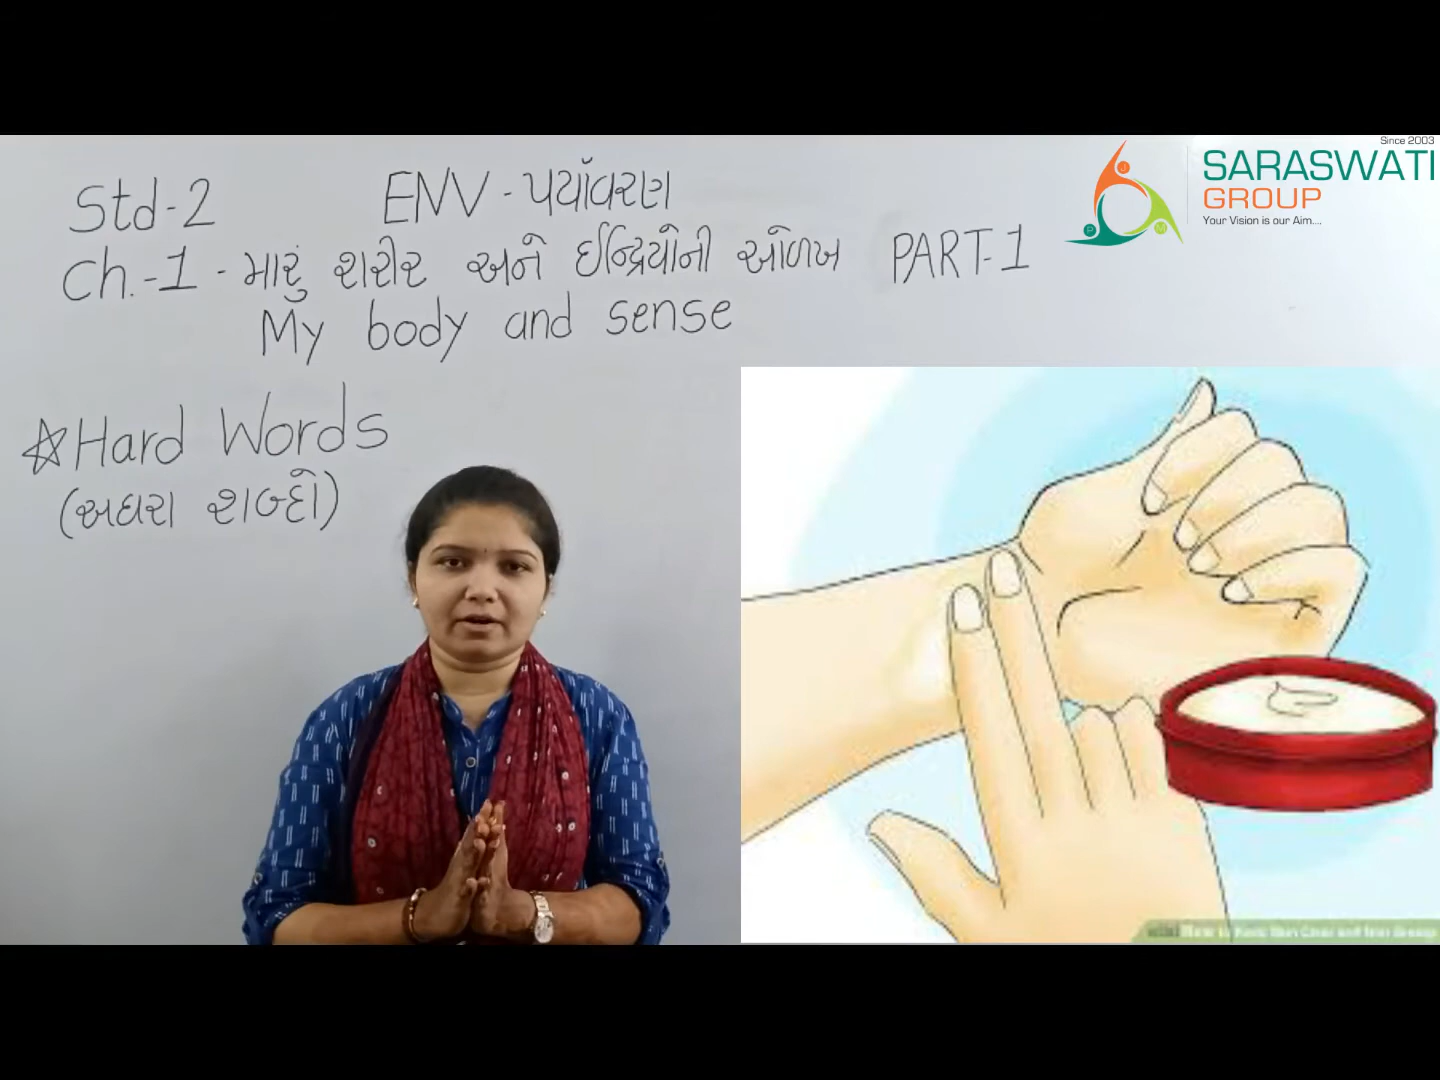 Since 2003
SARASWATI
GROUP
Your Vision is our Aim....
J
P
M
Std-2
ENV - પર્યાવરણ
Ch.-1 - મારું શરીર અને ઈન્દ્રિયોની ઓળખ PART-1
My body and sense
☆Hard Words
(અઘરા શબ્દો)